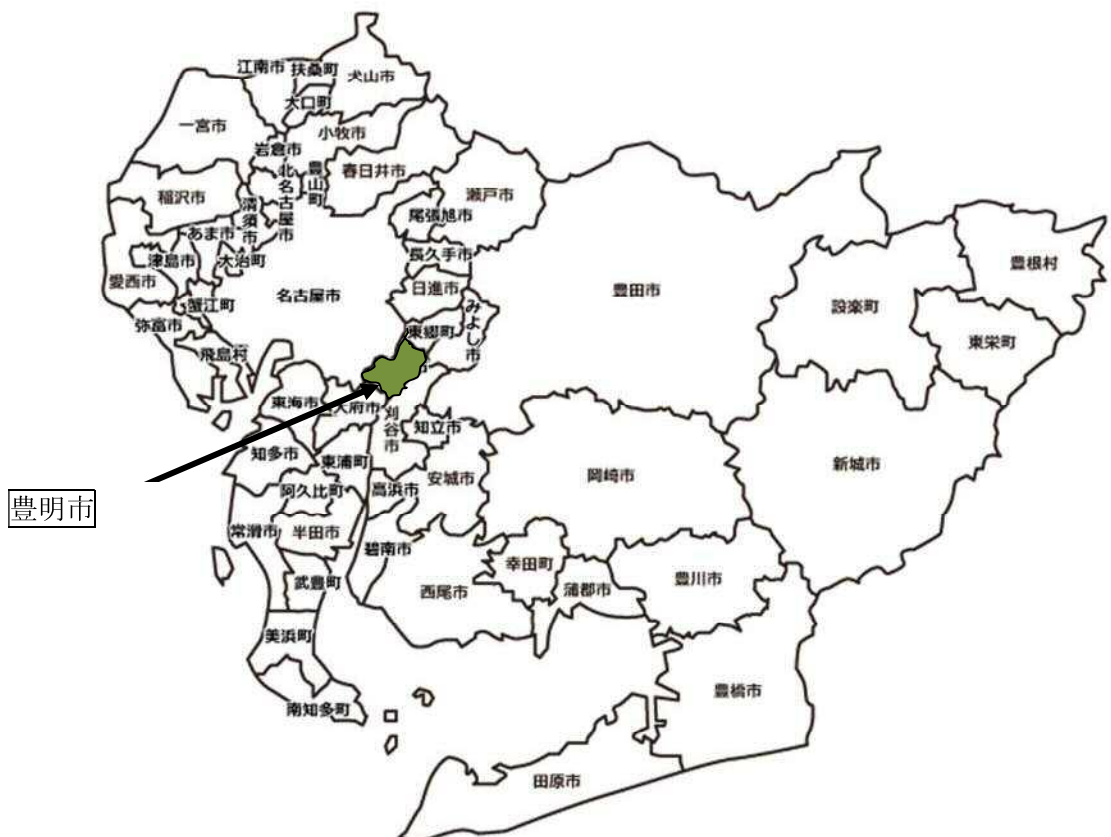 江南市
扶桑町
犬山市
大口町
一宮市
小牧市
岩倉市
北名古屋市
豊山町
春日井市
瀬戸市
稲沢市
清須市
尾張旭市
あま市
津島市
大治町
長久手市
愛西市
日進市
名古屋市
豊田市
豊根村
設楽町
蟹江町
みよし市
弥富市
東郷町
東栄町
飛島村
東海市
大府市
刈谷市
知立市
知多市
東浦町
安城市
岡崎市
新城市
阿久比町
高浜市
豊明市
常滑市
半田市
碧南市
武豊町
西尾市
幸田町
蒲郡市
豊川市
美浜町
南知多町
豊橋市
田原市